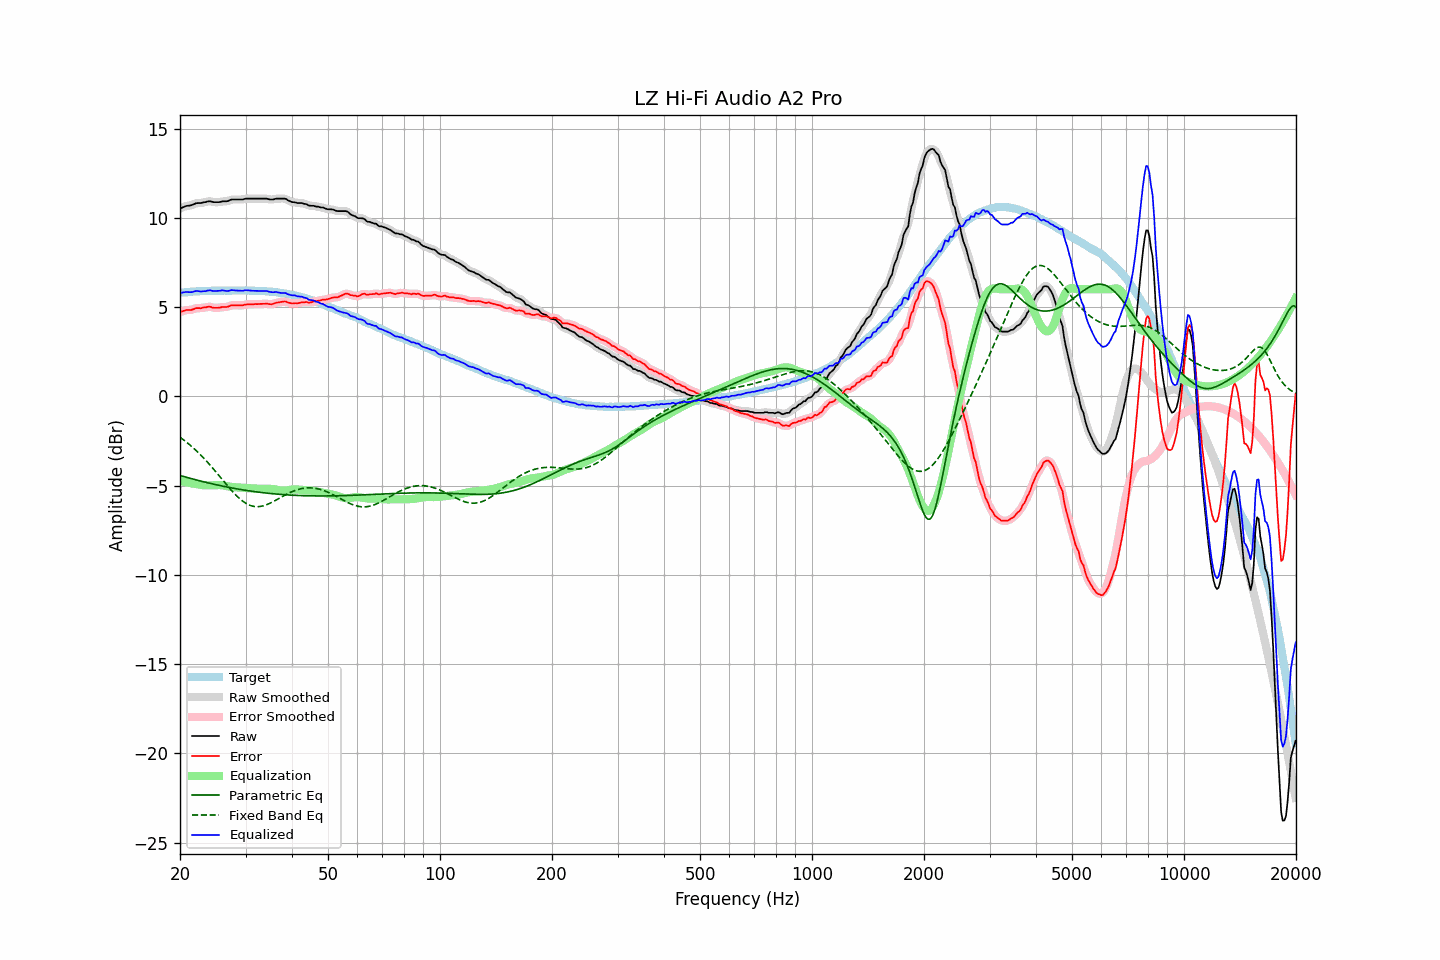 LZ Hi-Fi Audio A2 Pro
15
10
5
0
−5
−10
−15
−20
−25
Amplitude (dBr)
Target
Raw Smoothed
Error Smoothed
Raw
Error
Equalization
Parametric Eq
Fixed Band Eq
Equalized
20 50 100 200 500 1000 2000 5000 10000 20000
Frequency (Hz)